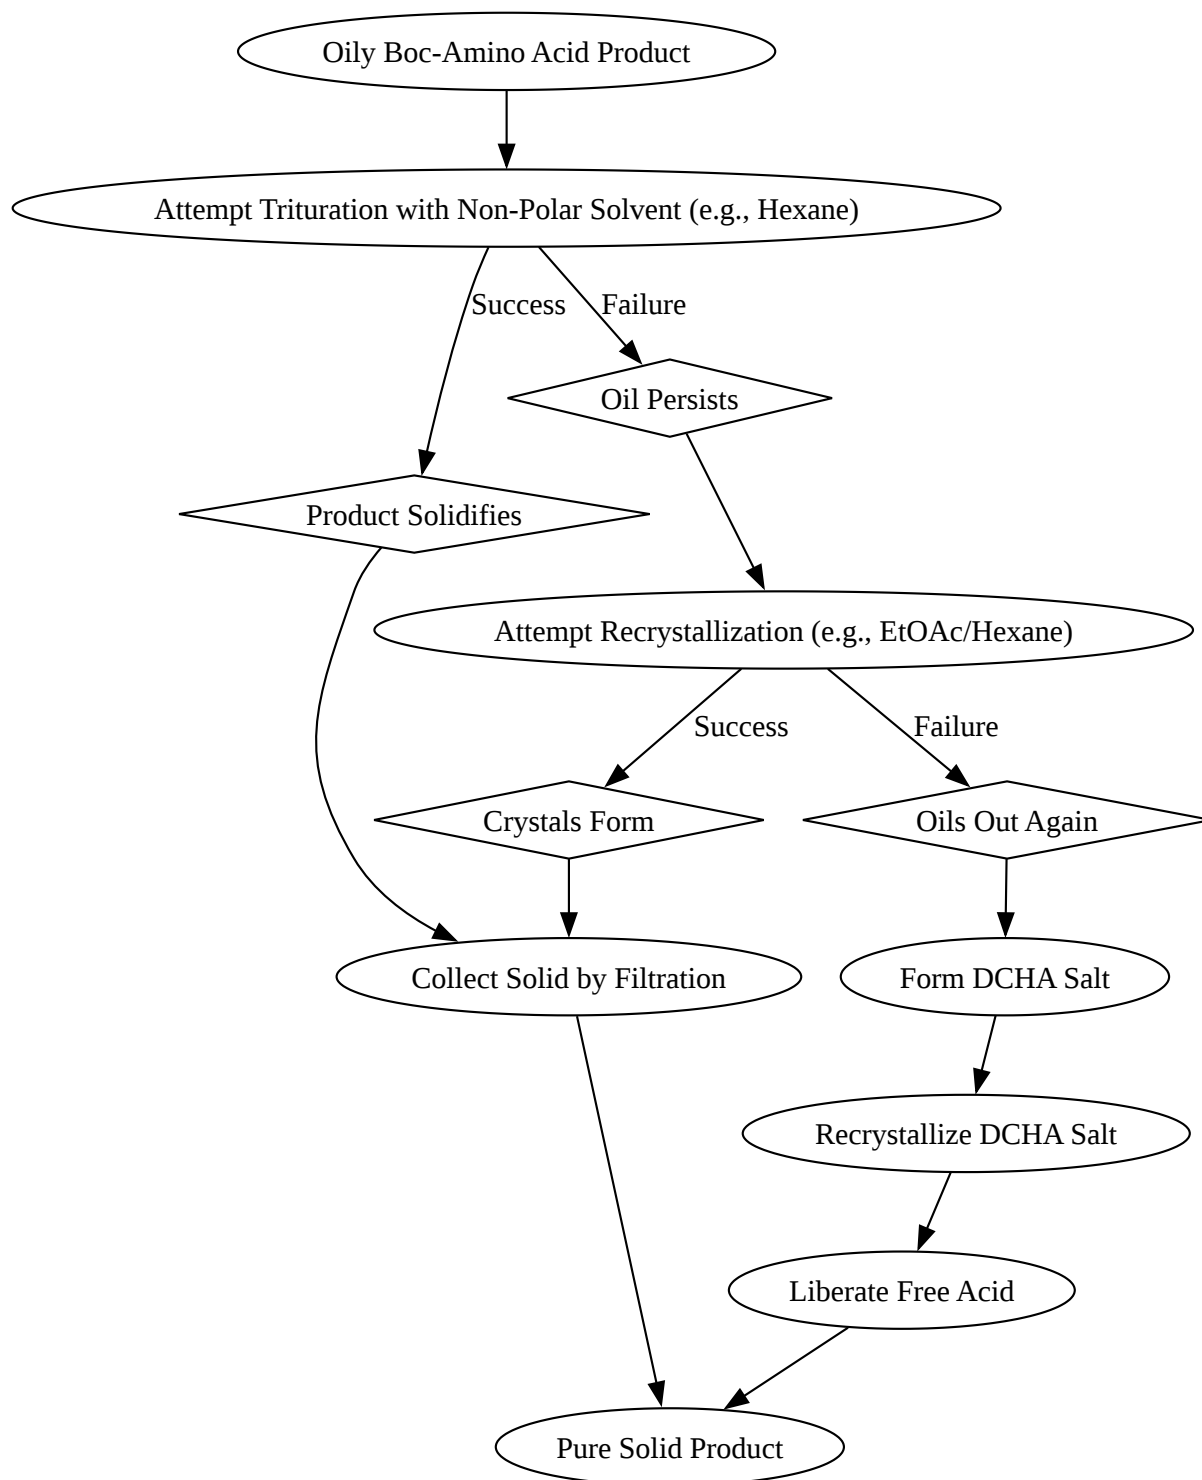 Oily Boc-Amino Acid Product
Attempt Trituration with Non-Polar Solvent (e.g., Hexane)
Success
Failure
Oil Persists
Product Solidifies
Attempt Recrystallization (e.g., EtOAc/Hexane)
Success
Failure
Crystals Form
Oils Out Again
Collect Solid by Filtration
Form DCHA Salt
Recrystallize DCHA Salt
Liberate Free Acid
Pure Solid Product